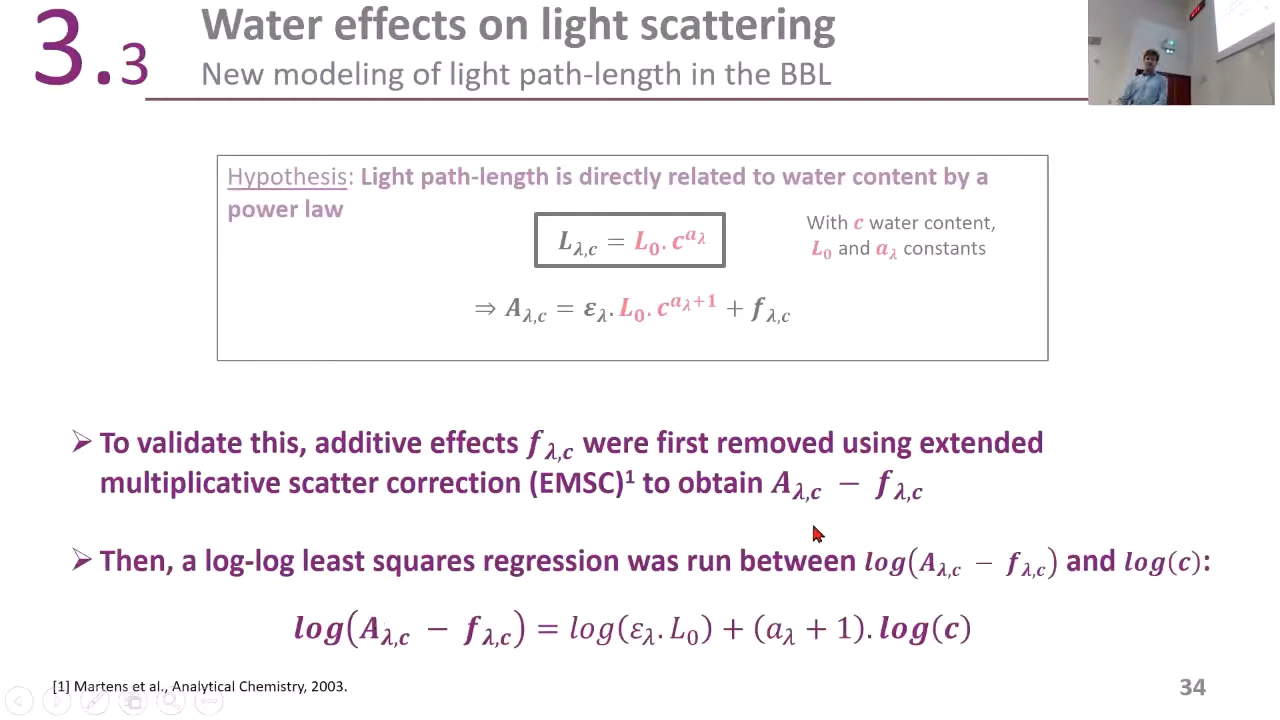 3.3
Water effects on light scattering
New modeling of light path-length in the BBL
Hypothesis: Light path-length is directly related to water content by a
power law
L_{λ,c} = L_0 . c^{a_λ}
With c water content,
L_0 and a_λ constants
⇒ A_{λ,c} = ε_λ . L_0 . c^{a_λ+1} + f_{λ,c}
➢ To validate this, additive effects f_{λ,c} were first removed using extended
multiplicative scatter correction (EMSC)¹ to obtain A_{λ,c} − f_{λ,c}
➢ Then, a log-log least squares regression was run between log(A_{λ,c} − f_{λ,c}) and log(c):
log(A_{λ,c} − f_{λ,c}) = log(ε_λ . L_0) + (a_λ + 1). log(c)
[1] Martens et al., Analytical Chemistry, 2003.
34